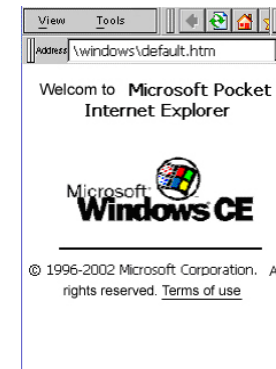 View Tools
Address \windows\default.htm
Welcom to Microsoft Pocket
Internet Explorer
Microsoft
Windows CE
© 1996-2002 Microsoft Corporation. A
rights reserved. Terms of use